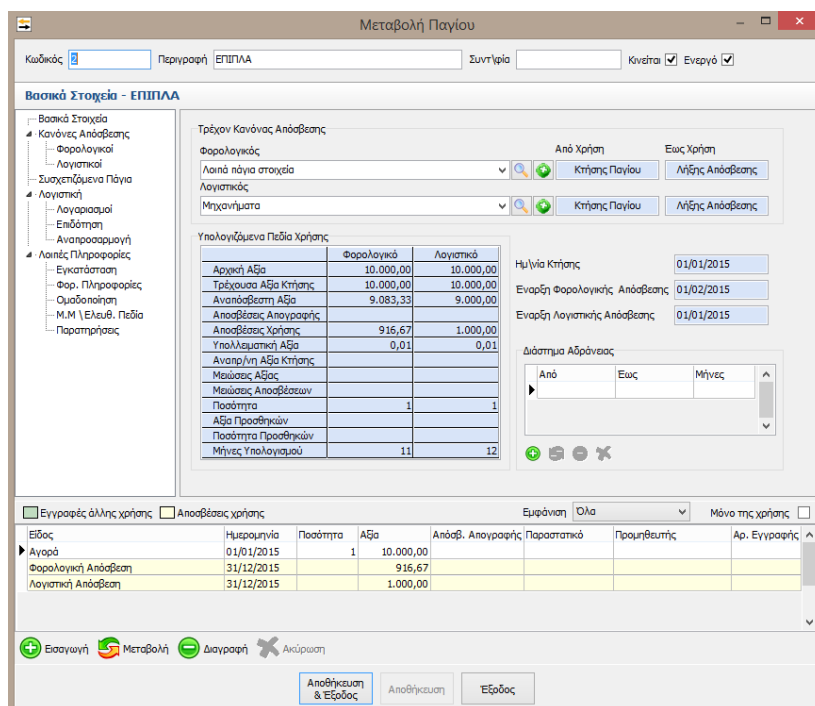 Μεταβολή Παγίου
Κωδικός 2 Περιγραφή ΕΠΙΠΛΑ Συντ\φία Κινείται Ενεργό
Βασικά Στοιχεία - ΕΠΙΠΛΑ
Βασικά Στοιχεία
Κανόνες Απόσβεσης
Φορολογικοί
Λογιστικοί
Συσχετιζόμενα Πάγια
Λογιστική
Λογαριασμοί
Επιδότηση
Αναπροσαρμογή
Λοιπές Πληροφορίες
Εγκατάσταση
Φορ. Πληροφορίες
Ομαδοποίηση
Μ.Μ \ Ελευθ. Πεδία
Παρατηρήσεις
Τρέχον Κανόνας Απόσβεσης
Φορολογικός Από Χρήση Εως Χρήση
Λοιπά πάγια στοιχεία Κτήσης Παγίου Λήξης Απόσβεσης
Λογιστικός
Μηχανήματα Κτήσης Παγίου Λήξης Απόσβεσης
Υπολογιζόμενα Πεδία Χρήσης
Φορολογικό Λογιστικό
Αρχική Αξία 10.000,00 10.000,00
Τρέχουσα Αξία Κτήσης 10.000,00 10.000,00
Αναπόσβεστη Αξία 9.083,33 9.000,00
Αποσβέσεις Απογραφής
Αποσβέσεις Χρήσης 916,67 1.000,00
Υπολλειματική Αξία 0,01 0,01
Αναπρ/νη Αξία Κτήσης
Μειώσεις Αξίας
Μειώσεις Αποσβέσεων
Ποσότητα 1 1
Αξία Προσθηκών
Ποσότητα Προσθηκών
Μήνες Υπολογισμού 11 12
Ημ\νία Κτήσης 01/01/2015
Έναρξη Φορολογικής Απόσβεσης 01/02/2015
Έναρξη Λογιστικής Απόσβεσης 01/01/2015
Διάστημα Αδράνειας
Από Έως Μήνες
Εγγραφές άλλης χρήσης Αποσβέσεις χρήσης Εμφάνιση Όλα Μόνο της χρήσης
Είδος Ημερομηνία Ποσότητα Αξία Απόσβ. Απογραφής Παραστατικό Προμηθευτής Αρ. Εγγραφής
Αγορά 01/01/2015 1 10.000,00
Φορολογική Απόσβεση 31/12/2015 916,67
Λογιστική Απόσβεση 31/12/2015 1.000,00
Εισαγωγή Μεταβολή Διαγραφή Ακύρωση
Αποθήκευση & Έξοδος Αποθήκευση Έξοδος